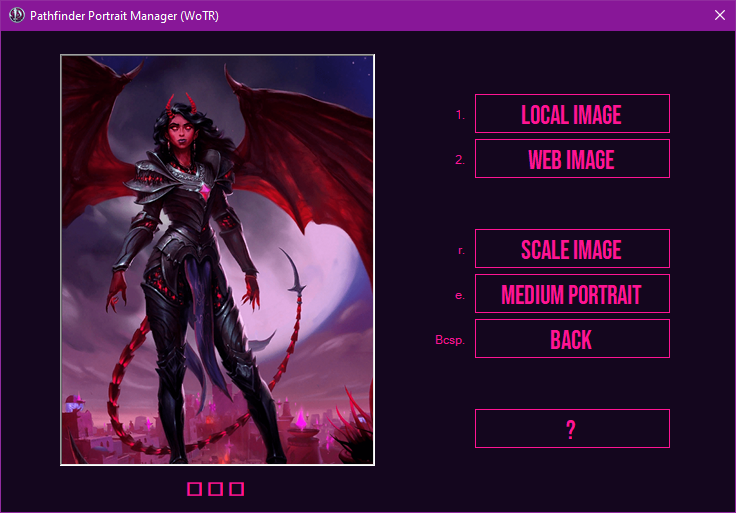 Pathfinder Portrait Manager (WoTR)
1. LOCAL IMAGE
2. WEB IMAGE
r. SCALE IMAGE
e. MEDIUM PORTRAIT
Bcsp. BACK
?